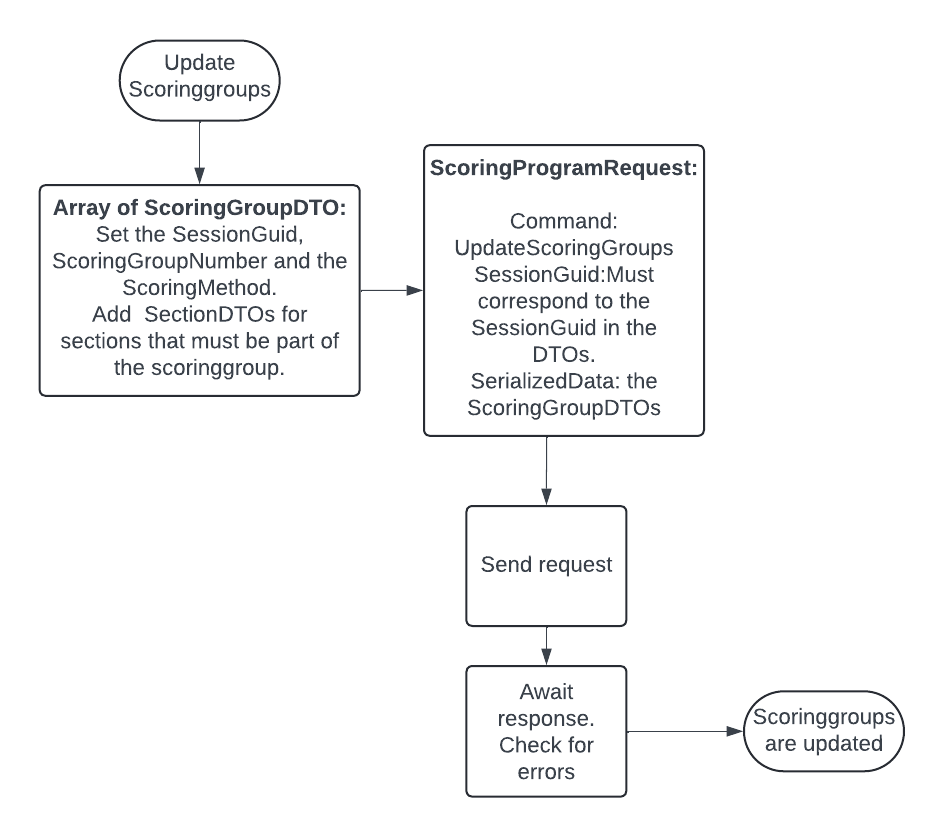 Update
Scoringgroups
Array of ScoringGroupDTO:
Set the SessionGuid,
ScoringGroupNumber and the
ScoringMethod.
Add  SectionDTOs for
sections that must be part of
the scoringgroup.
ScoringProgramRequest:
Command:
UpdateScoringGroups
SessionGuid:Must
correspond to the
SessionGuid in the
DTOs.
SerializedData: the
ScoringGroupDTOs
Send request
Await
response.
Check for
errors
Scoringgroups
are updated